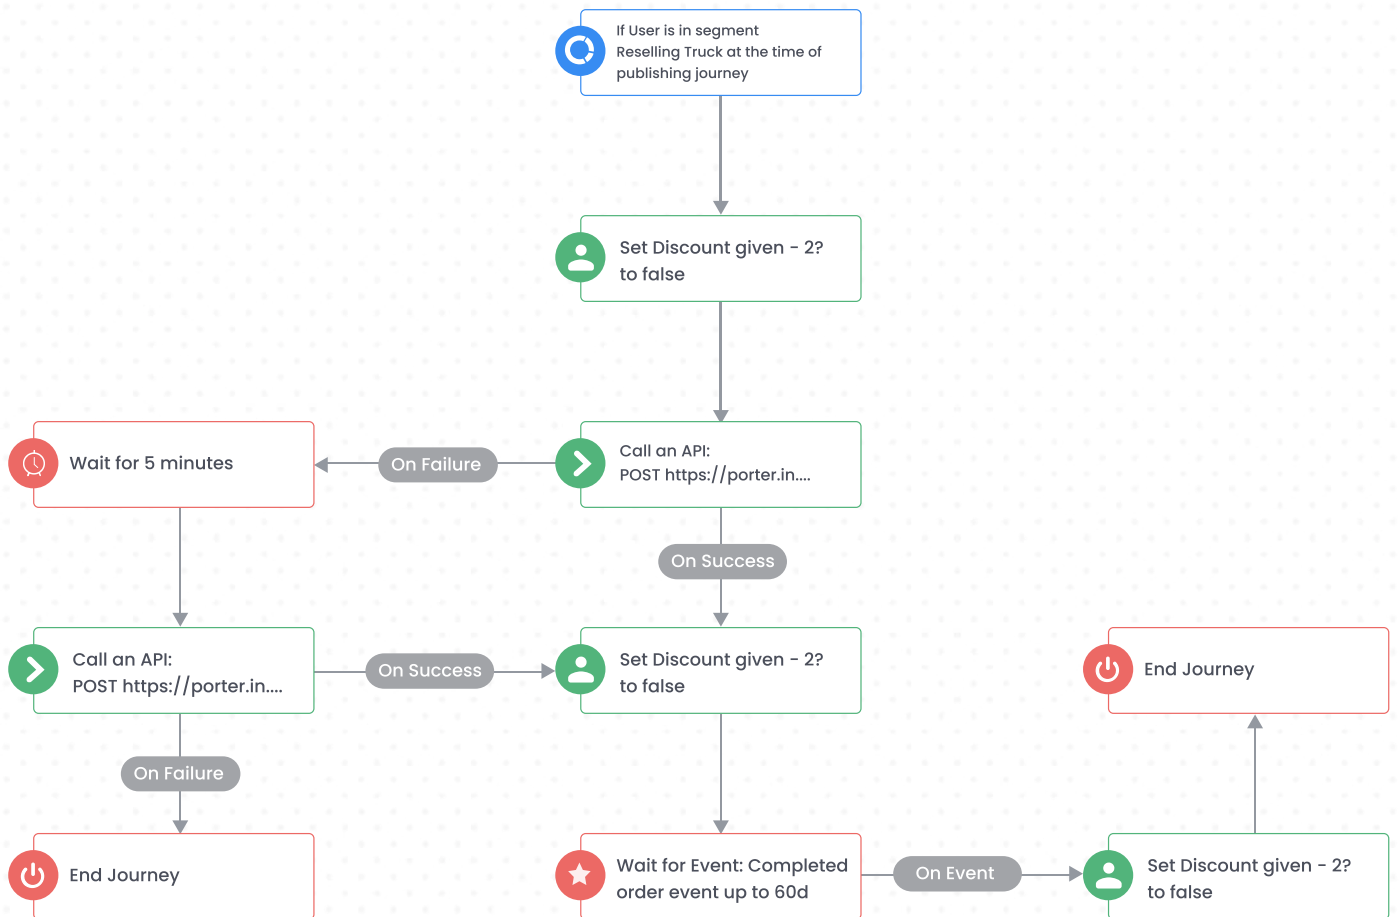 If User is in segment
Reselling Truck at the time of
publishing journey
Set Discount given - 2?
to false
Wait for 5 minutes
On Failure
Call an API:
POST https://porter.in....
On Success
Call an API:
POST https://porter.in....
On Success
Set Discount given - 2?
to false
End Journey
On Failure
End Journey
Wait for Event: Completed
order event up to 60d
On Event
Set Discount given - 2?
to false